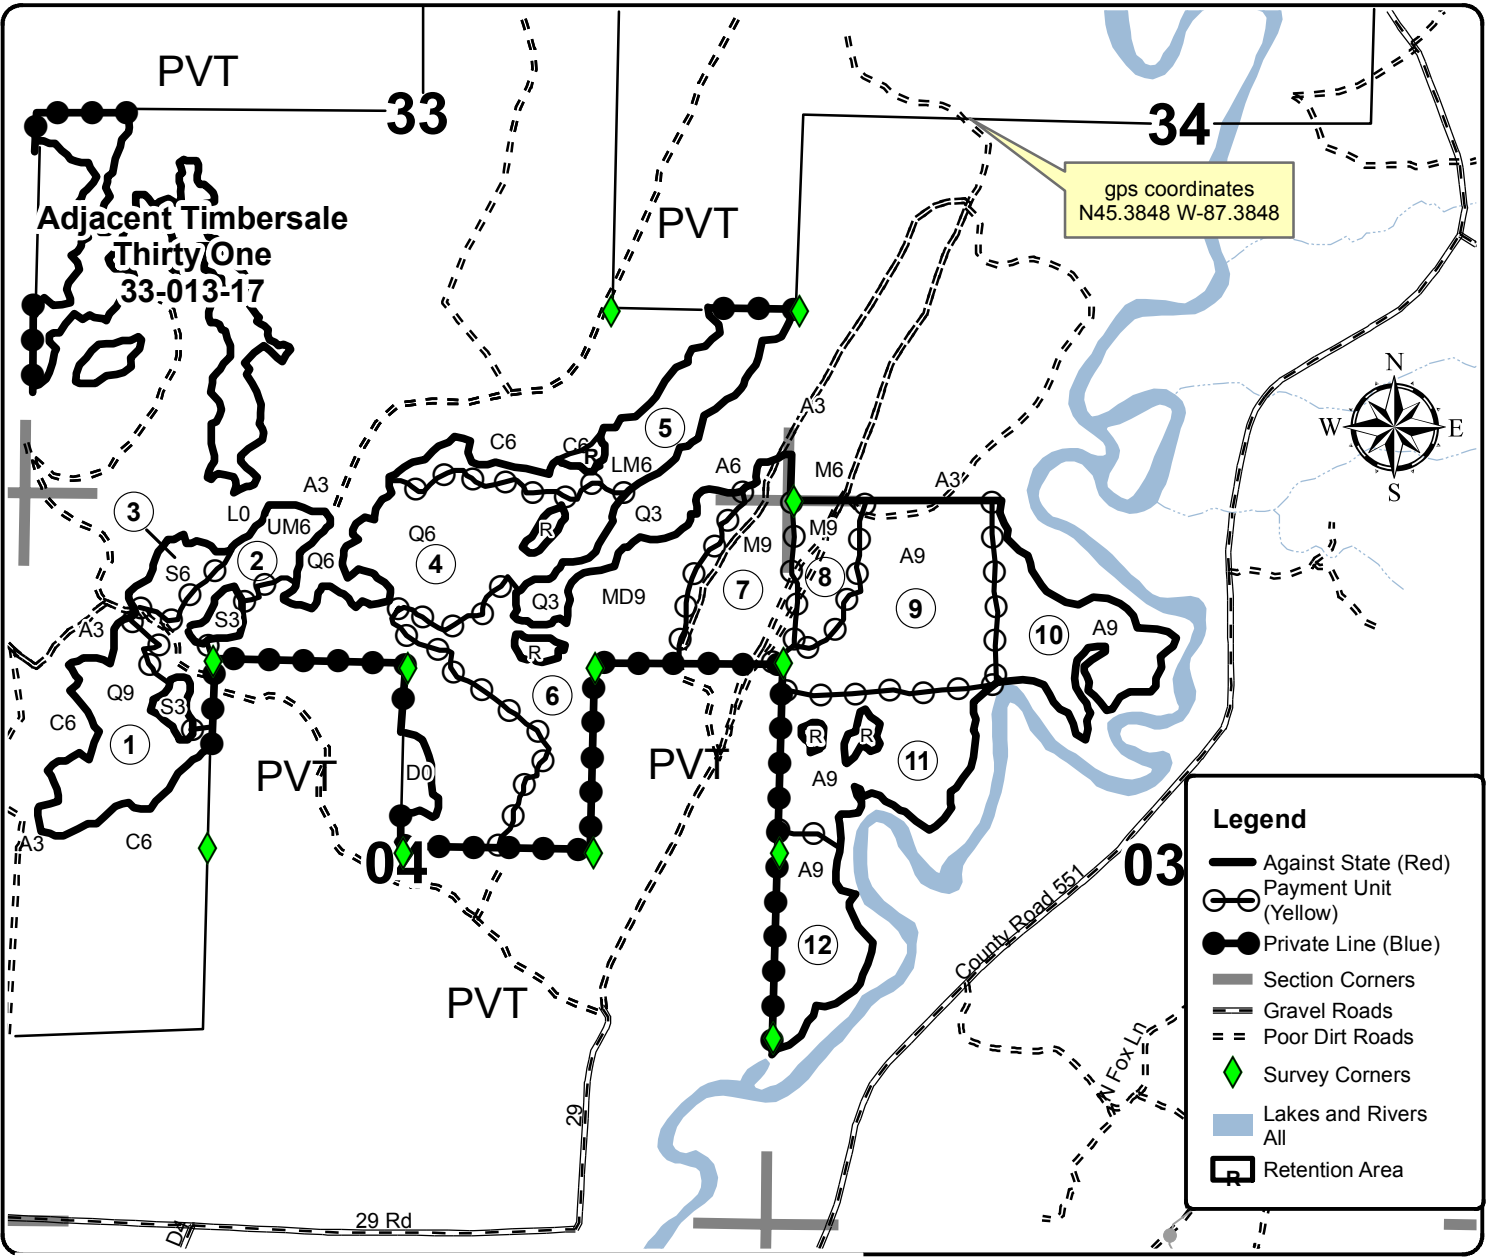 PVT
33
34
gps coordinates
N45.3848 W-87.3848
Adjacent Timbersale
Thirty One
33-013-17
PVT
N
W
E
S
A3
5
C6
C6
R
LM6
A6
M6
A3
A3
3
L0
UM6
Q6
4
R
Q3
M9
M9
A9
2
Q6
S6
8
7
9
Q3
MD9
S3
A3
10
A9
R
Q9
S3
6
C6
1
R
R
PVT
PVT
D0
11
A9
A3
C6
04
A9
03
12
County Road 551
PVT
N Fox Ln
29
29 Rd
Legend
Against State (Red)
Payment Unit
(Yellow)
Private Line (Blue)
Section Corners
Gravel Roads
Poor Dirt Roads
Survey Corners
Lakes and Rivers
All
R
Retention Area